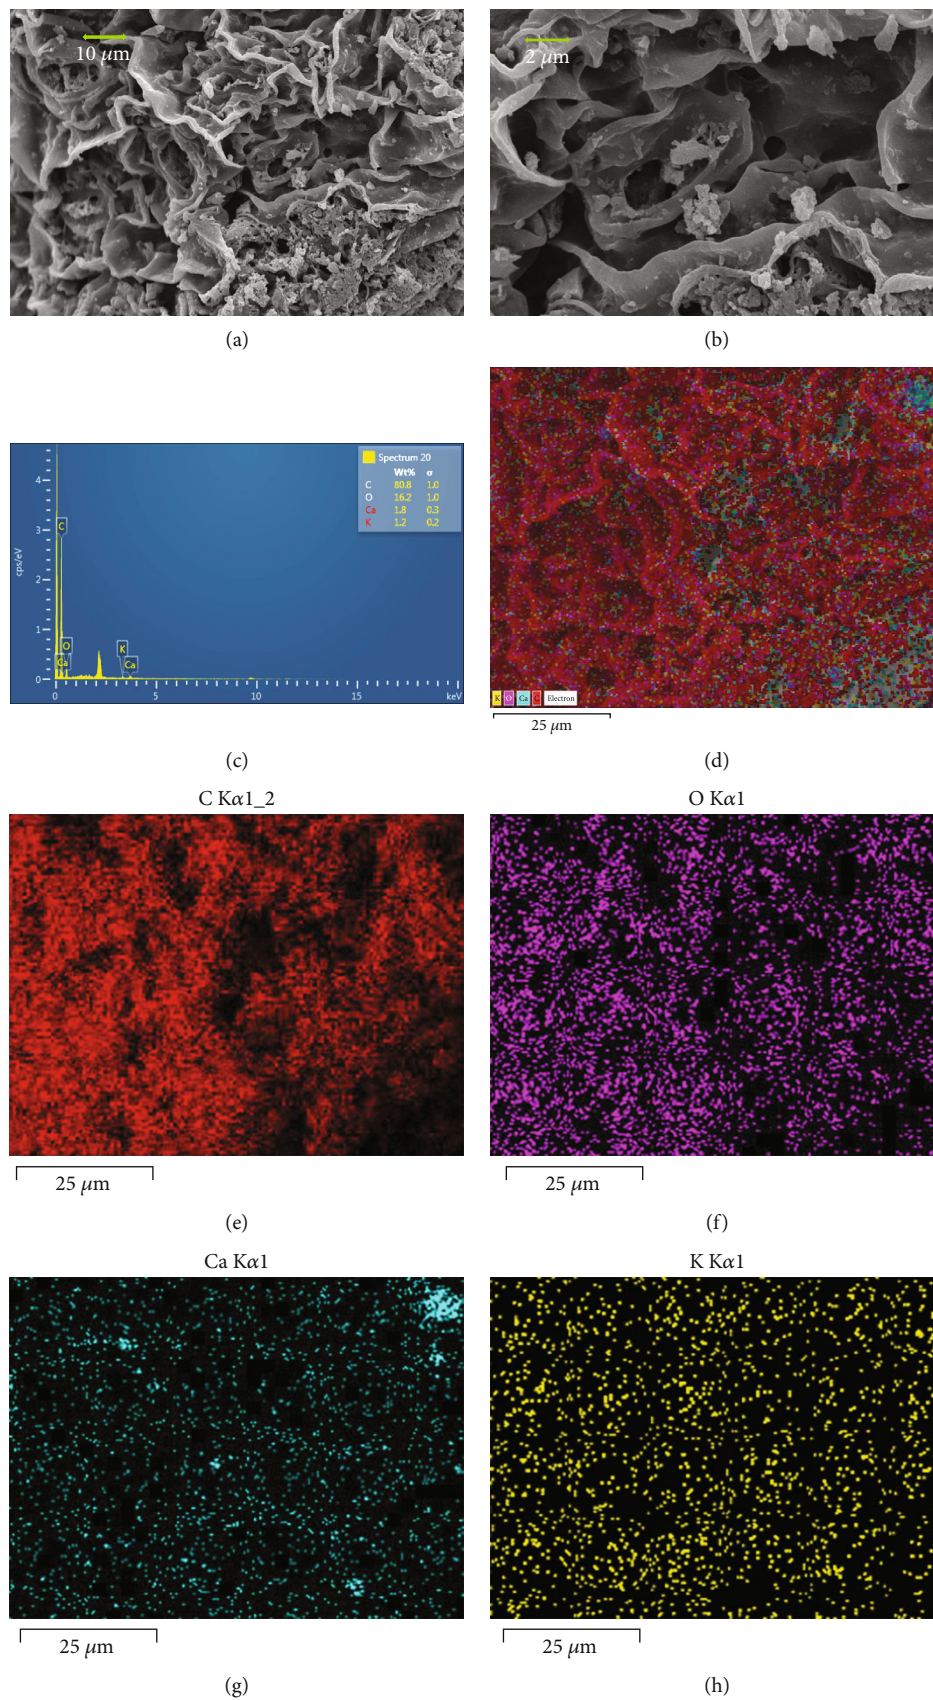 10 μm
2 μm
(a)
(b)
Spectrum 20
Wt% σ
C 80.8 1.0
O 16.2 1.0
Ca 1.8 0.3
K 1.2 0.2
cps/eV
4
3
2
1
0
C
O
Ca
K
Ca
0 5 10 15 keV
K O Ca C Electron
25 μm
(c)
(d)
C Kα1_2
O Kα1
25 μm
25 μm
(e)
(f)
Ca Kα1
K Kα1
25 μm
25 μm
(g)
(h)